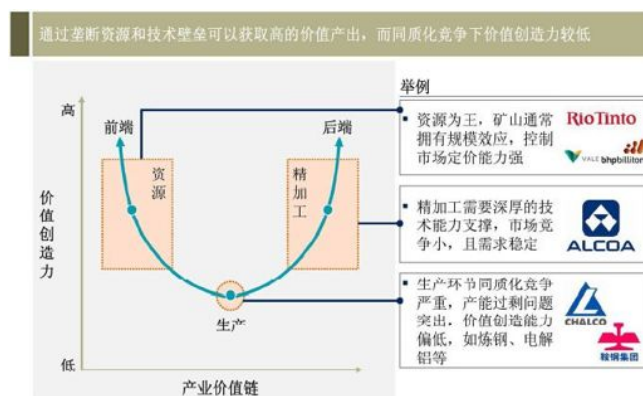 通过垄断资源和技术壁垒可以获取高的价值产出，而同质化竞争下价值创造力较低
举例
高
前端
后端
资源
精加工
价值创造力
生产
低
产业价值链
▪ 资源为王，矿山通常
拥有规模效应，控制
市场定价能力强
RioTinto
VALE
bhpbilliton
▪ 精加工需要深厚的技
术能力支撑，市场竞
争小，且需求稳定
ALCOA
▪ 生产环节同质化竞争
严重，产能过剩问题
突出．价值创造能力
偏低，如炼钢、电解
铝等
CHALCO
鞍钢集团